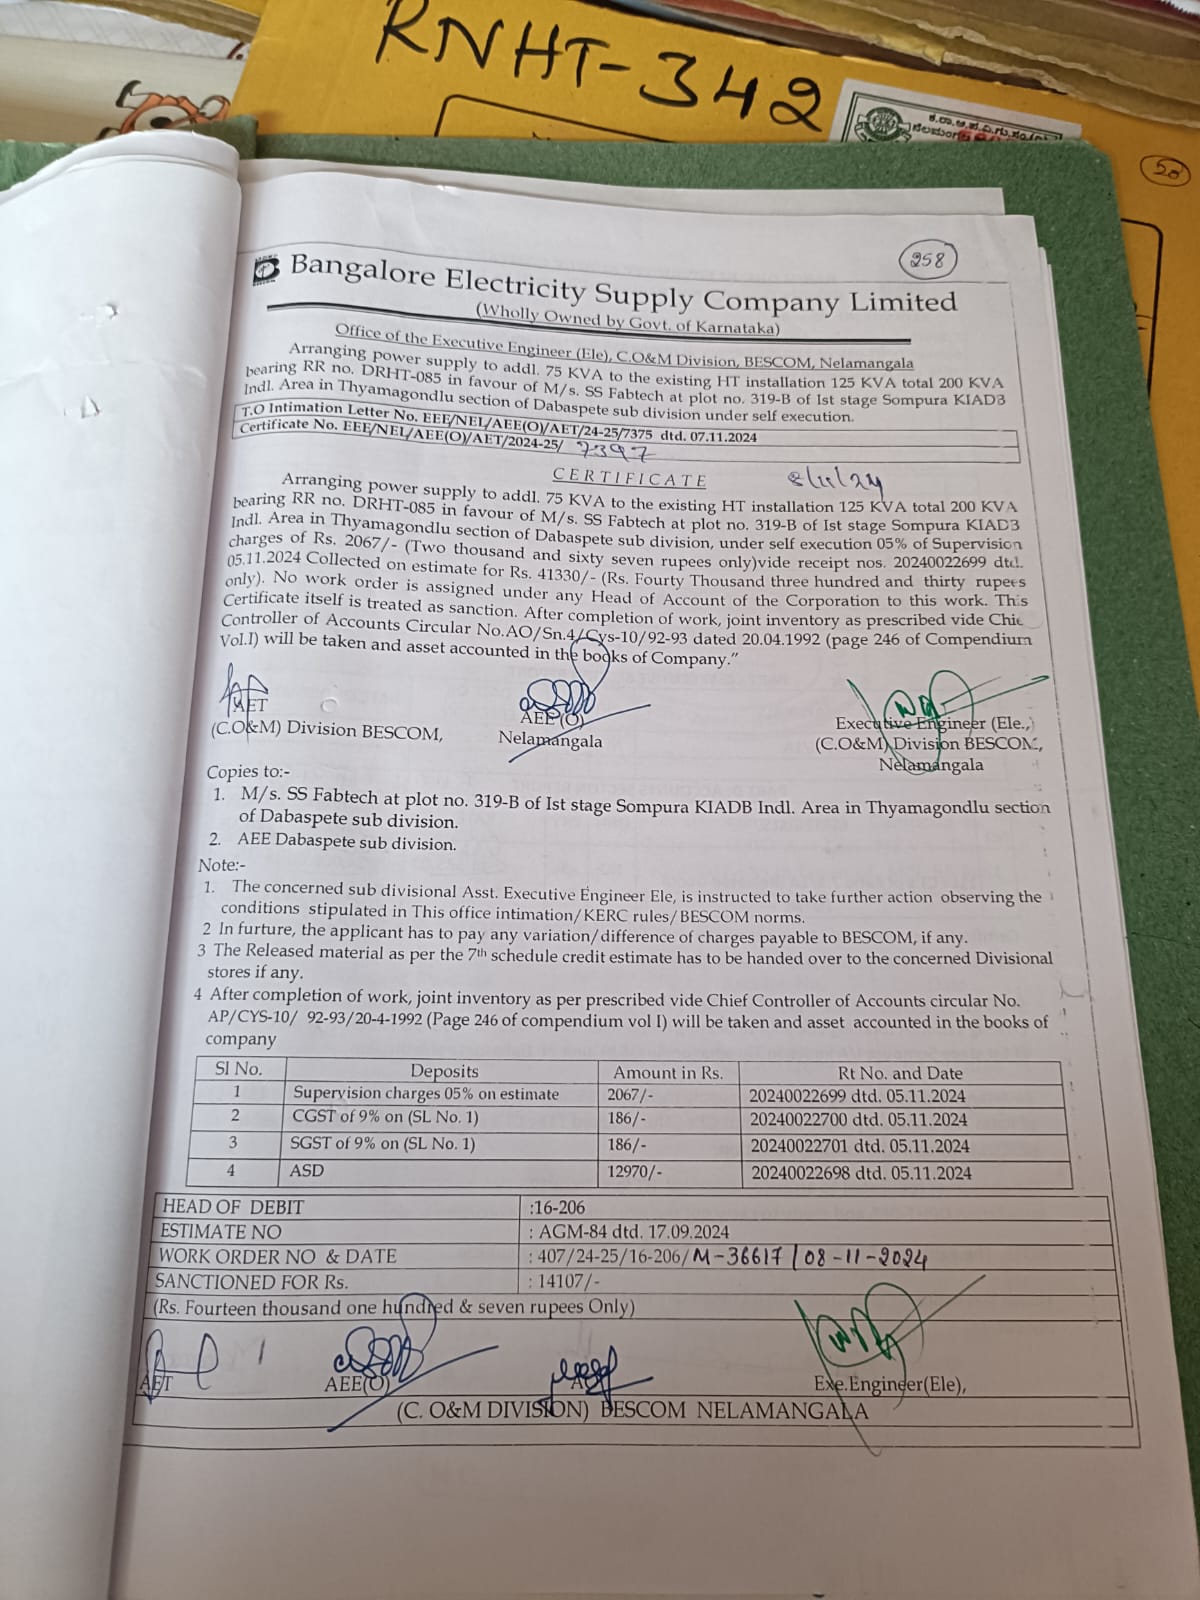 RNHT-342
ಕ.ರಾ.ಅ.ಪ.ವಿ.ಗು.ಸಂ
ನೆಲಮಂಗಲ
50
258
Bangalore Electricity Supply Company Limited
(Wholly Owned by Govt. of Karnataka)
Office of the Executive Engineer (Ele), C.O&M Division, BESCOM, Nelamangala
Arranging power supply to addl. 75 KVA to the existing HT installation 125 KVA total 200 KVA
bearing RR no. DRHT-085 in favour of M/s. SS Fabtech at plot no. 319-B of Ist stage Sompura KIADB
Indl. Area in Thyamagondlu section of Dabaspete sub division under self execution.
T.O Intimation Letter No. EEE/NEL/AEE(O)/AET/24-25/7375 dtd. 07.11.2024
Certificate No. EEE/NEL/AEE(O)/AET/2024-25/ 7397
CERTIFICATE 8/11/24
Arranging power supply to addl. 75 KVA to the existing HT installation 125 KVA total 200 KVA
bearing RR no. DRHT-085 in favour of M/s. SS Fabtech at plot no. 319-B of Ist stage Sompura KIADB
Indl. Area in Thyamagondlu section of Dabaspete sub division, under self execution 05% of Supervision
charges of Rs. 2067/- (Two thousand and sixty seven rupees only)vide receipt nos. 20240022699 dtd.
05.11.2024 Collected on estimate for Rs. 41330/- (Rs. Fourty Thousand three hundred and thirty rupees
only). No work order is assigned under any Head of Account of the Corporation to this work. This
Certificate itself is treated as sanction. After completion of work, joint inventory as prescribed vide Chie
Controller of Accounts Circular No.AO/Sn.4/Cys-10/92-93 dated 20.04.1992 (page 246 of Compendium
Vol.I) will be taken and asset accounted in the books of Company.”
AET AEE (O) Executive Engineer (Ele.,)
(C.O&M) Division BESCOM, Nelamangala (C.O&M) Division BESCOM,
Nelamangala
Copies to:-
1. M/s. SS Fabtech at plot no. 319-B of Ist stage Sompura KIADB Indl. Area in Thyamagondlu section
of Dabaspete sub division.
2. AEE Dabaspete sub division.
Note:-
1. The concerned sub divisional Asst. Executive Engineer Ele, is instructed to take further action observing the
conditions stipulated in This office intimation/KERC rules/BESCOM norms.
2 In furture, the applicant has to pay any variation/difference of charges payable to BESCOM, if any.
3 The Released material as per the 7th schedule credit estimate has to be handed over to the concerned Divisional
stores if any.
4 After completion of work, joint inventory as per prescribed vide Chief Controller of Accounts circular No.
AP/CYS-10/ 92-93/20-4-1992 (Page 246 of compendium vol I) will be taken and asset accounted in the books of
company
Sl No. Deposits Amount in Rs. Rt No. and Date
1 Supervision charges 05% on estimate 2067/- 20240022699 dtd. 05.11.2024
2 CGST of 9% on (SL No. 1) 186/- 20240022700 dtd. 05.11.2024
3 SGST of 9% on (SL No. 1) 186/- 20240022701 dtd. 05.11.2024
4 ASD 12970/- 20240022698 dtd. 05.11.2024
HEAD OF DEBIT :16-206
ESTIMATE NO : AGM-84 dtd. 17.09.2024
WORK ORDER NO & DATE : 407/24-25/16-206/M-36617/08-11-2024
SANCTIONED FOR Rs. : 14107/-
(Rs. Fourteen thousand one hundred & seven rupees Only)
AET AEE(O) Exe.Engineer(Ele),
(C. O&M DIVISION) BESCOM NELAMANGALA